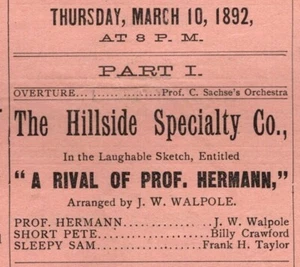 THURSDAY, MARCH 10, 1892,
AT 8 P. M.
PART I.
OVERTURE.... ............Prof. C. Sachse's Orchestra
The Hillside Specialty Co.,
In the Laughable Sketch, Entitled
"A RIVAL OF PROF. HERMANN,"
Arranged by J. W. WALPOLE.
PROF. HERMANN...................J. W. Walpole
SHORT PETE.....................Billy Crawford
SLEEPY SAM....................Frank H. Taylor